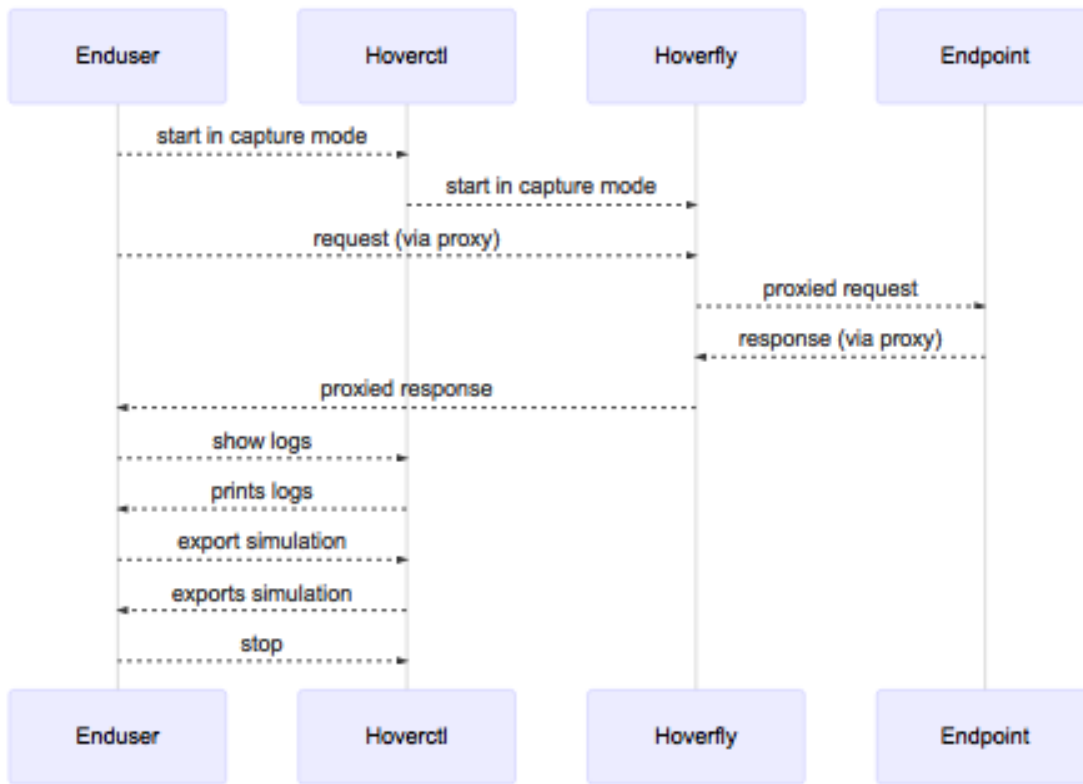 Enduser
Hoverctl
Hoverfly
Endpoint
start in capture mode
start in capture mode
request (via proxy)
proxied request
response (via proxy)
proxied response
show logs
prints logs
export simulation
exports simulation
stop
Enduser
Hoverctl
Hoverfly
Endpoint